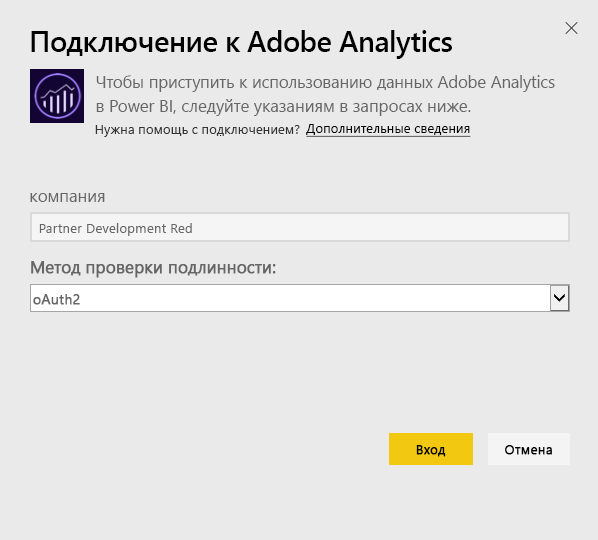 Подключение к Adobe Analytics
Чтобы приступить к использованию данных Adobe Analytics
в Power BI, следуйте указаниям в запросах ниже.
Нужна помощь с подключением? Дополнительные сведения
компания
Partner Development Red
Метод проверки подлинности:
oAuth2
Вход Отмена